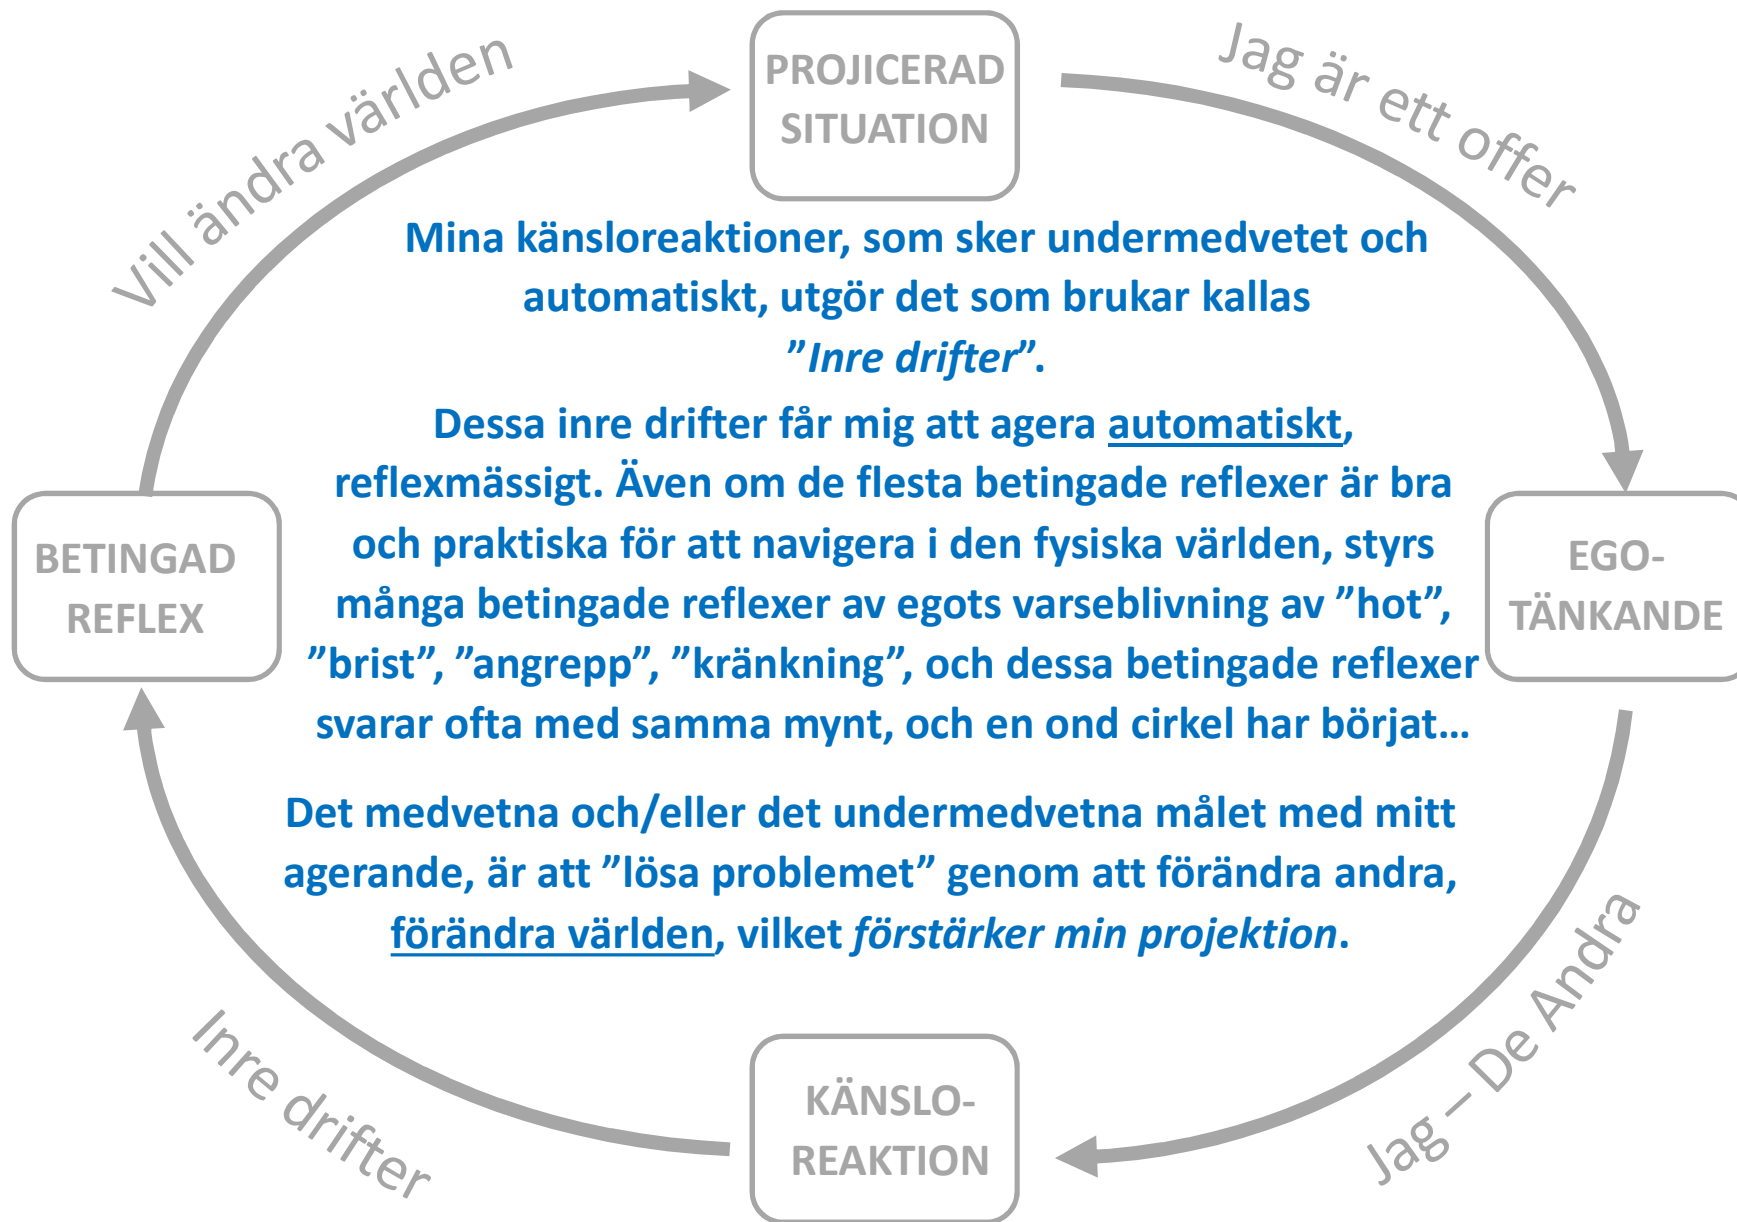 Vill ändra världen
PROJICERAD
SITUATION
Jag är ett offer
Mina känsloreaktioner, som sker undermedvetet och
automatiskt, utgör det som brukar kallas
”Inre drifter”.
Dessa inre drifter får mig att agera automatiskt,
reflexmässigt. Även om de flesta betingade reflexer är bra
och praktiska för att navigera i den fysiska världen, styrs
många betingade reflexer av egots varseblivning av ”hot”,
”brist”, ”angrepp”, ”kränkning”, och dessa betingade reflexer
svarar ofta med samma mynt, och en ond cirkel har börjat…
BETINGAD
REFLEX
EGO-
TÄNKANDE
Det medvetna och/eller det undermedvetna målet med mitt
agerande, är att ”lösa problemet” genom att förändra andra,
förändra världen, vilket förstärker min projektion.
Inre drifter
KÄNSLO-
REAKTION
Jag – De Andra